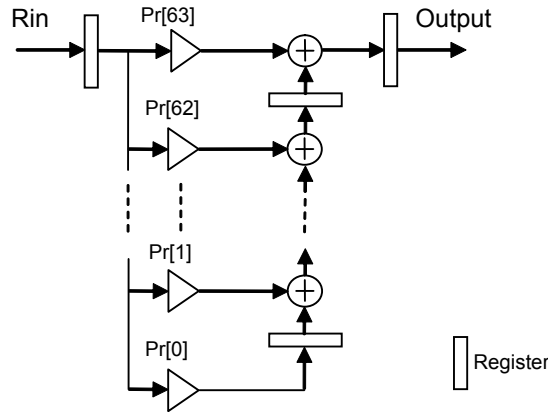 Rin
Pr[63]
Output
Pr[62]
Pr[1]
Pr[0]
Register